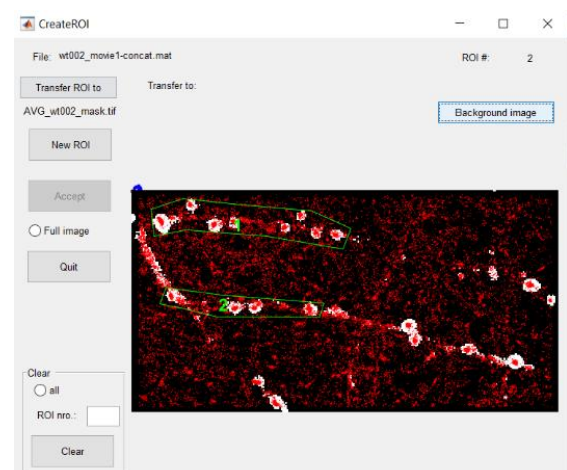 CreateROI
File: wt002_movie1-concat.mat
ROI #: 2
Transfer ROI to
Transfer to:
AVG_wt002_mask.tif
Background image
New ROI
Accept
Full image
Quit
1
2
Clear
all
ROI nro.:
Clear